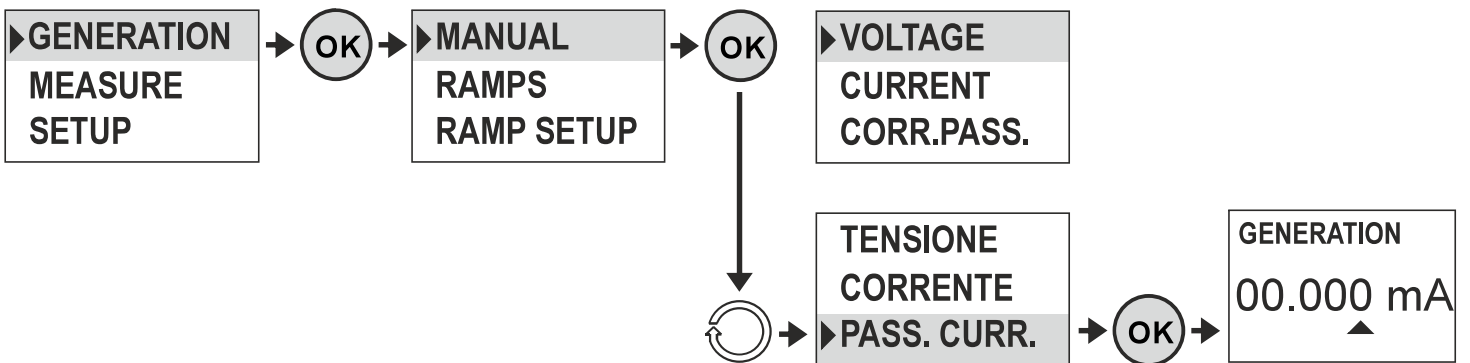 GENERATION
MEASURE
SETUP
OK
MANUAL
RAMPS
RAMP SETUP
OK
VOLTAGE
CURRENT
CORR.PASS.
TENSIONE
CORRENTE
PASS. CURR.
OK
GENERATION
00.000 mA